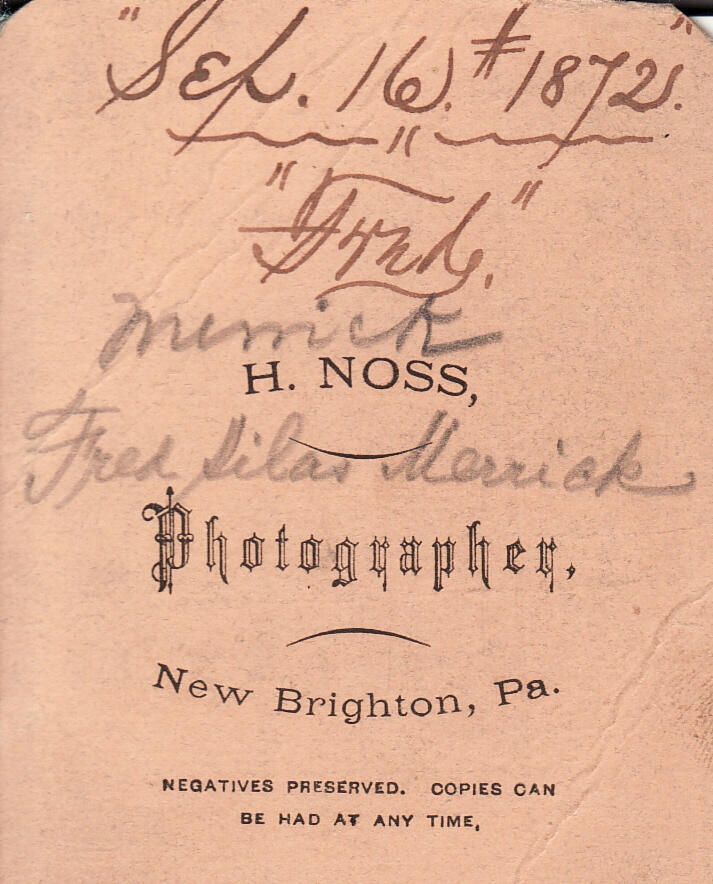 "Sep. 16). # 1872".
"
"Fred."
Merrick
H. NOSS,
Fred Silas Merrick
Photographer,
New Brighton, Pa.
NEGATIVES PRESERVED. COPIES CAN
BE HAD AT ANY TIME,